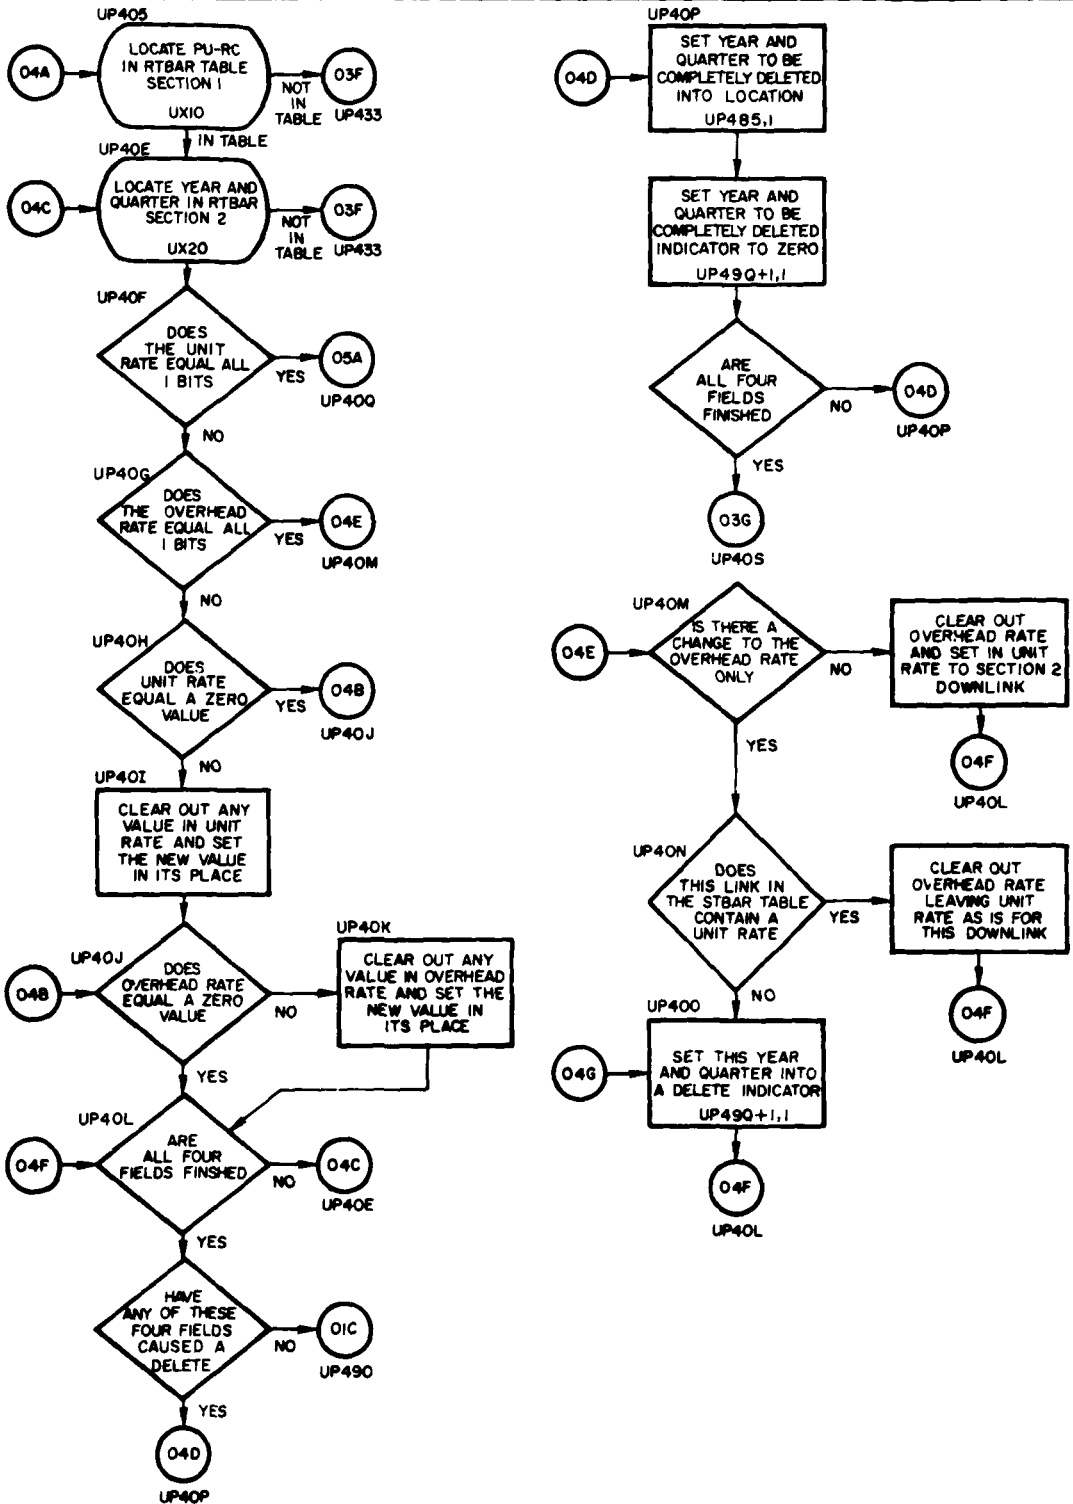 UP405
04A
LOCATE PU-RC
IN RTBAR TABLE
SECTION 1
UX10
NOT
IN
TABLE
03F
UP433
IN TABLE
UP40E
04C
LOCATE YEAR AND
QUARTER IN RTBAR
SECTION 2
UX20
NOT
IN
TABLE
03F
UP433
UP40F
DOES
THE UNIT
RATE EQUAL ALL
1 BITS
YES
05A
UP40Q
NO
UP40G
DOES
THE OVERHEAD
RATE EQUAL ALL
1 BITS
YES
04E
UP40M
NO
UP40H
DOES
UNIT RATE
EQUAL A ZERO
VALUE
YES
04B
UP40J
NO
UP40I
CLEAR OUT ANY
VALUE IN UNIT
RATE AND SET
THE NEW VALUE
IN ITS PLACE
UP40J
04B
DOES
OVERHEAD RATE
EQUAL A ZERO
VALUE
NO
UP40K
CLEAR OUT ANY
VALUE IN OVERHEAD
RATE AND SET THE
NEW VALUE IN
ITS PLACE
YES
UP40L
04F
ARE
ALL FOUR
FIELDS FINSHED
NO
04C
UP40E
YES
HAVE
ANY OF THESE
FOUR FIELDS
CAUSED A
DELETE
NO
01C
UP490
YES
04D
UP40P
UP40P
04D
SET YEAR AND
QUARTER TO BE
COMPLETELY DELETED
INTO LOCATION
UP485,1
SET YEAR AND
QUARTER TO BE
COMPLETELY DELETED
INDICATOR TO ZERO
UP49Q+1,1
ARE
ALL FOUR
FIELDS
FINISHED
NO
04D
UP40P
YES
03G
UP40S
UP40M
04E
IS THERE A
CHANGE TO THE
OVERHEAD RATE
ONLY
NO
CLEAR OUT
OVERHEAD RATE
AND SET IN UNIT
RATE TO SECTION 2
DOWNLINK
04F
UP40L
YES
UP40N
DOES
THIS LINK IN
THE STBAR TABLE
CONTAIN A
UNIT RATE
YES
CLEAR OUT
OVERHEAD RATE
LEAVING UNIT
RATE AS IS FOR
THIS DOWNLINK
04F
UP40L
NO
UP40O
04G
SET THIS YEAR
AND QUARTER INTO
A DELETE INDICATOR
UP49Q+1,1
04F
UP40L